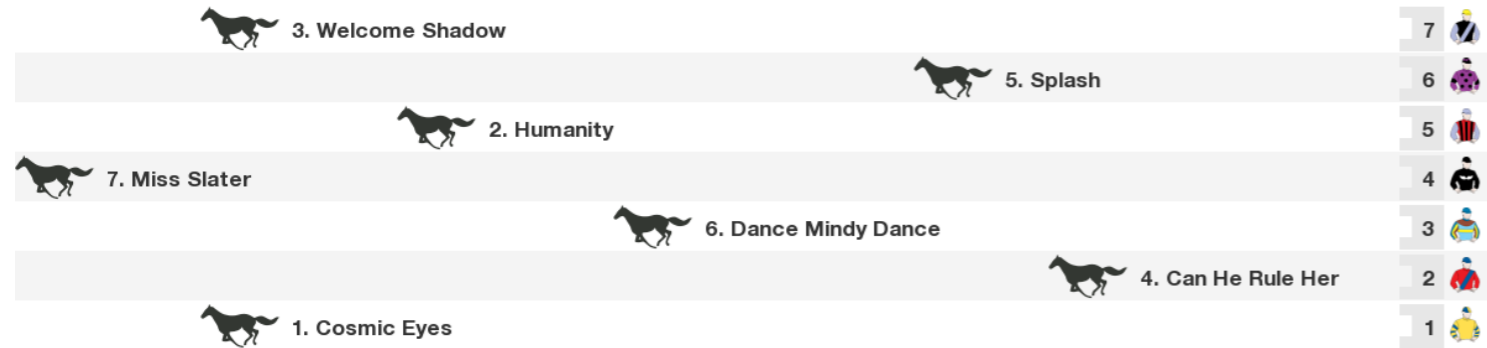 3. Welcome Shadow 7
5. Splash 6
2. Humanity 5
7. Miss Slater 4
6. Dance Mindy Dance 3
4. Can He Rule Her 2
1. Cosmic Eyes 1